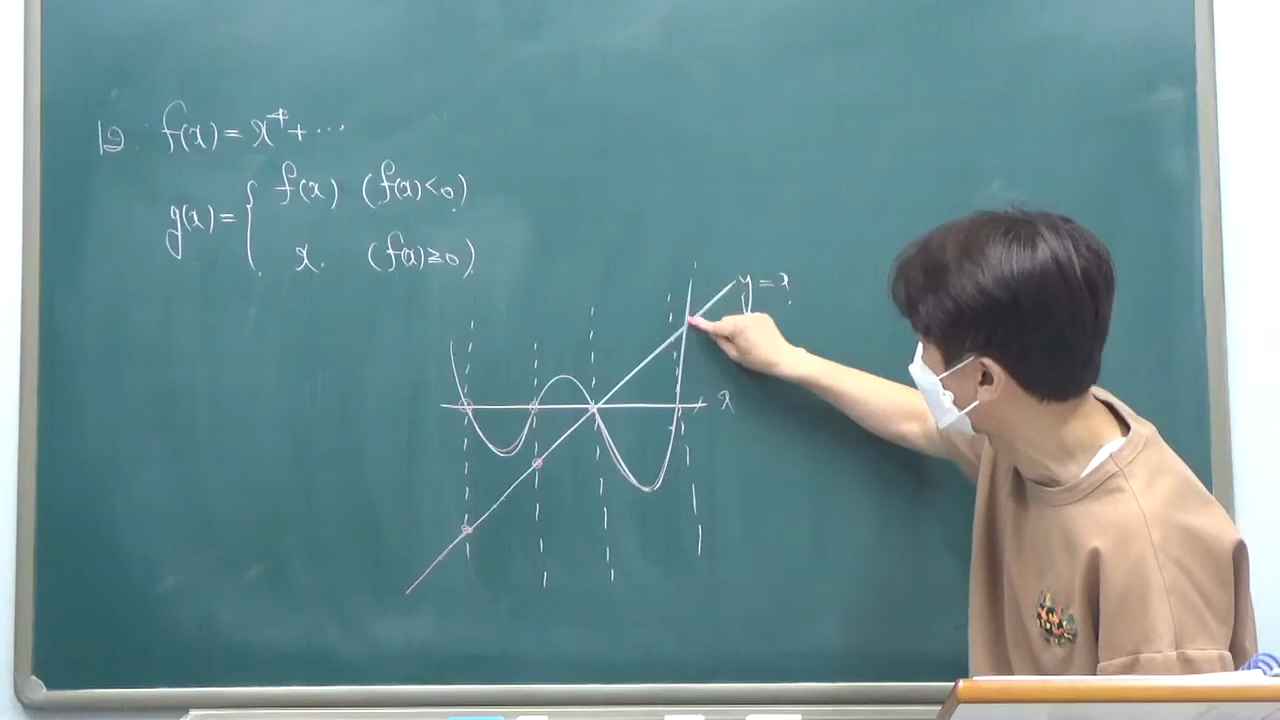 12. f(x) = x⁴ + ⋯
g(x) = { f(x) (f(x) < 0)
x. (f(x) ≧ 0)
y = x
x